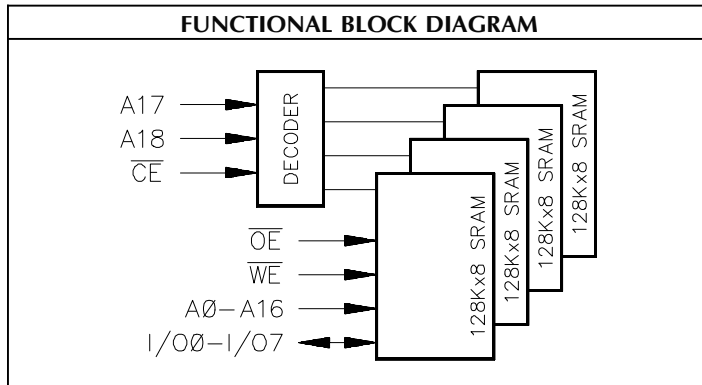 FUNCTIONAL BLOCK DIAGRAM
A17
A18
CE
DECODER
OE
WE
AØ-A16
I/OØ-I/O7
128Kx8 SRAM
128Kx8 SRAM
128Kx8 SRAM
128Kx8 SRAM